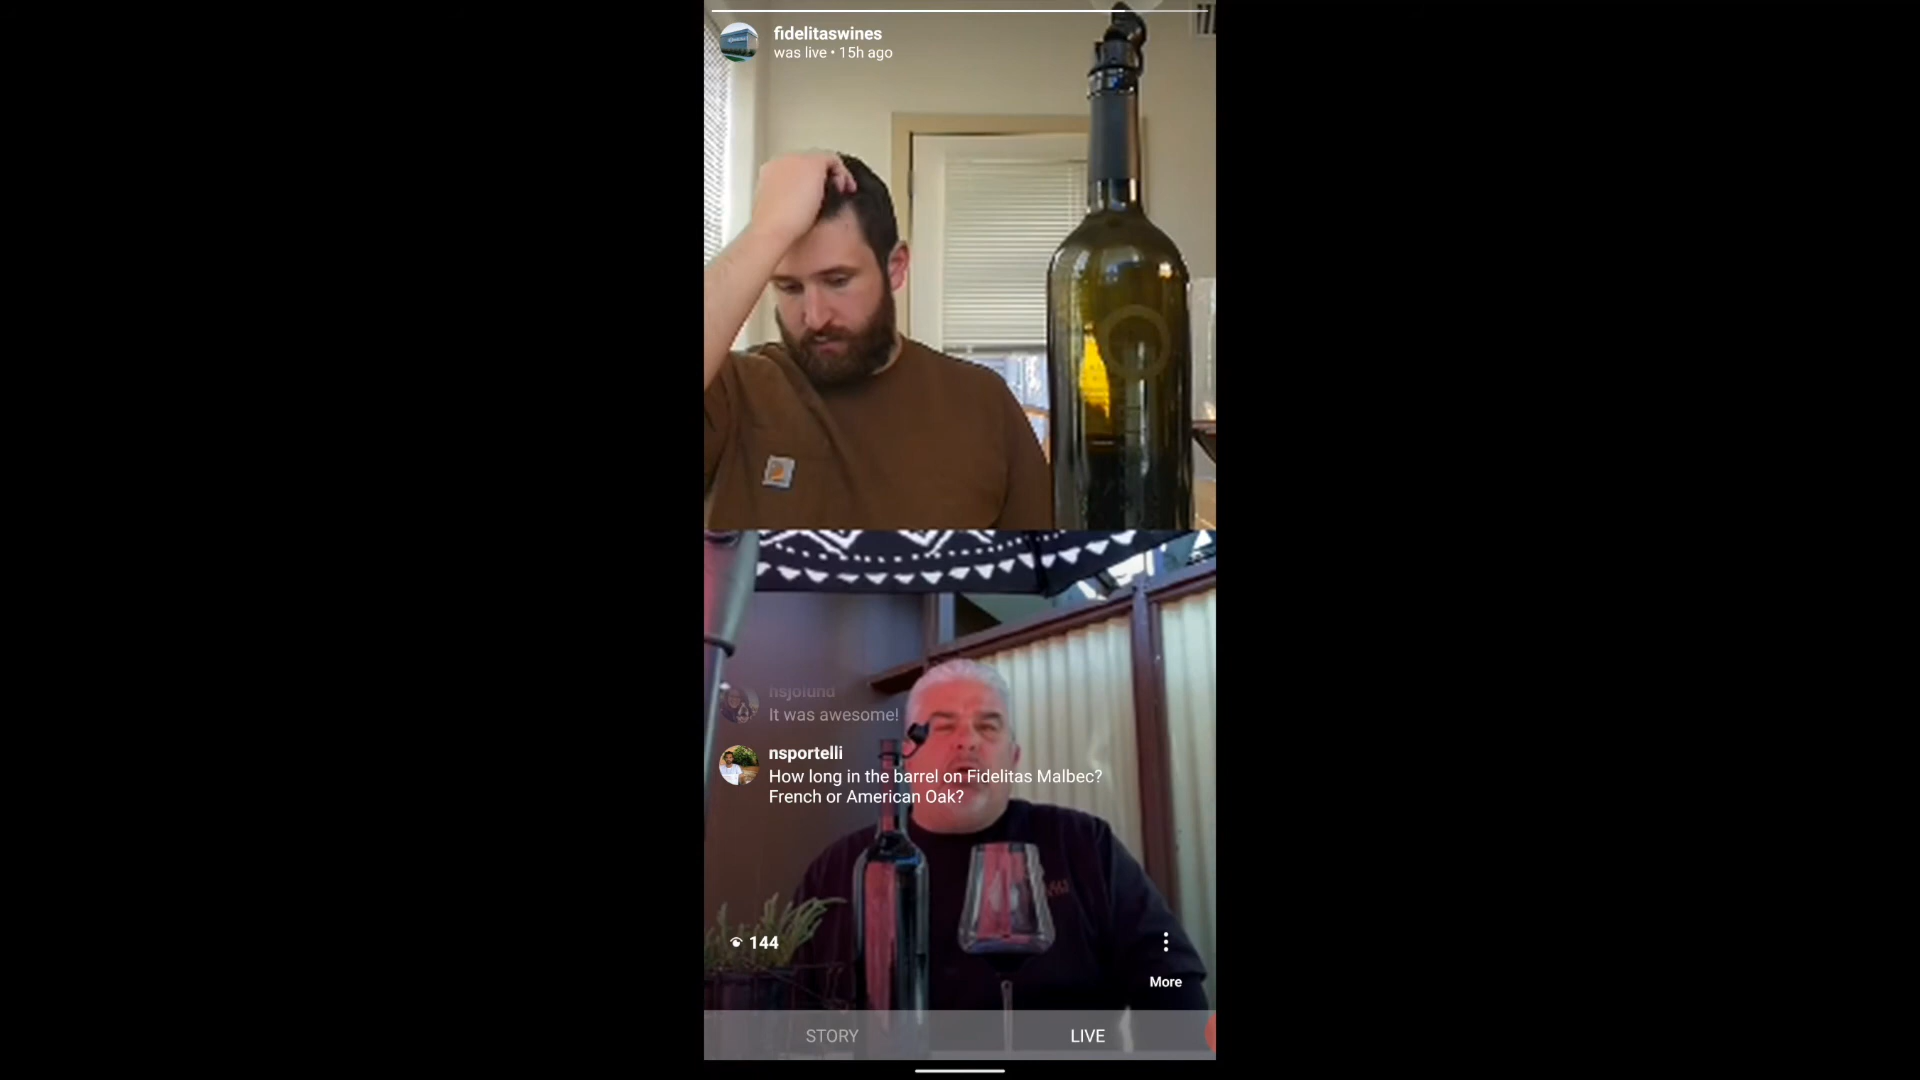 fidelitaswines
was live • 15h ago
hsjolund
It was awesome!
nsportelli
How long in the barrel on Fidelitas Malbec?
French or American Oak?
144
More
STORY
LIVE